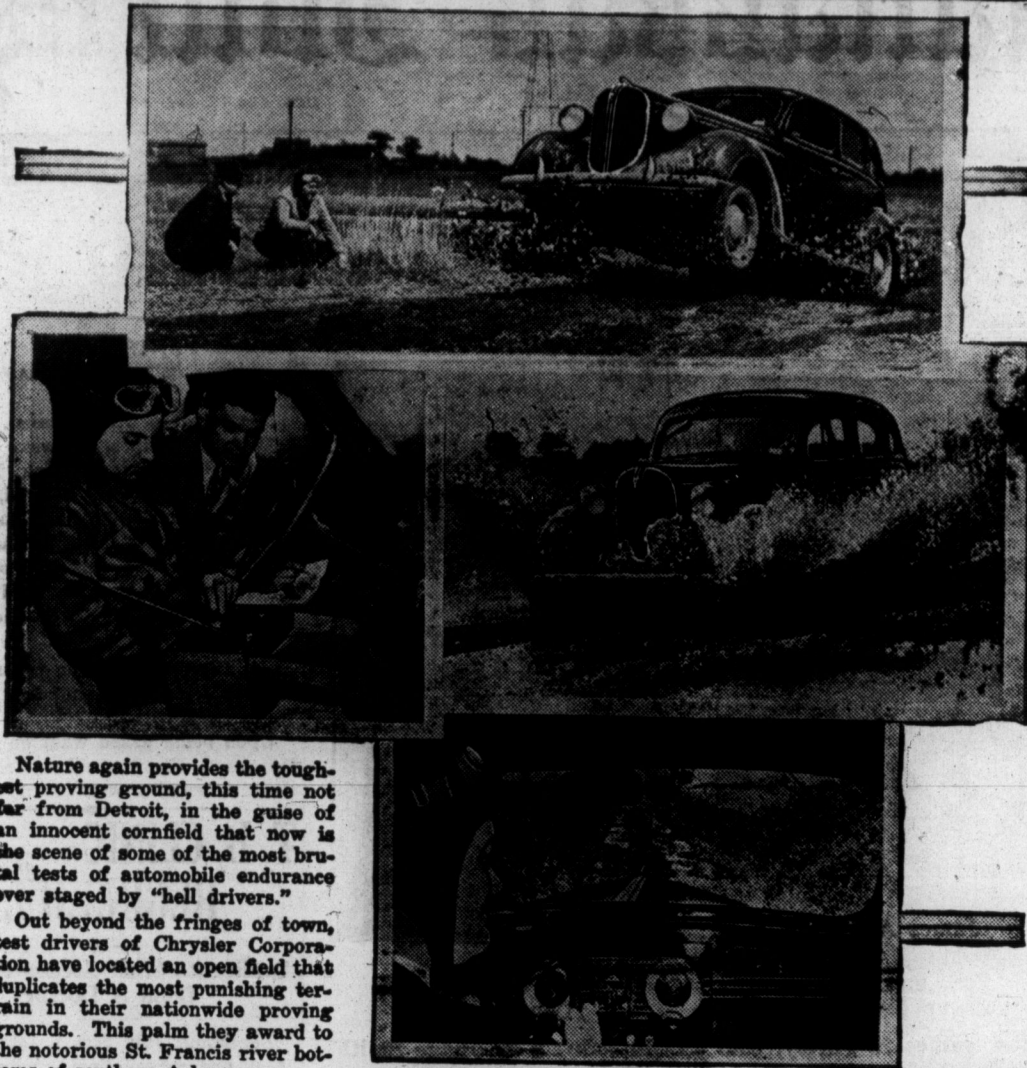 Nature again provides the tough-
est proving ground, this time not
far from Detroit, in the guise of
an innocent cornfield that now is
the scene of some of the most bru-
tal tests of automobile endurance
ever staged by "hell drivers."
Out beyond the fringes of town,
test drivers of Chrysler Corpora-
tion have located an open field that
duplicates the most punishing ter-
rain in their nationwide proving
grounds. This palm they award to
the notorious St. Francis river bot-